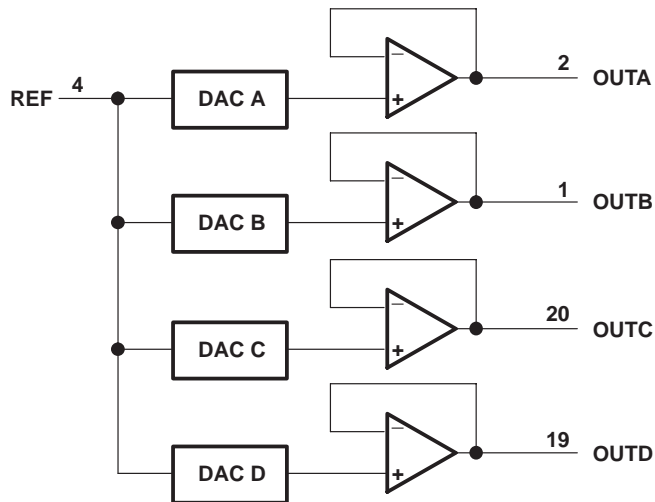 2 OUTA
REF 4
DAC A
1 OUTB
DAC B
20 OUTC
DAC C
19 OUTD
DAC D